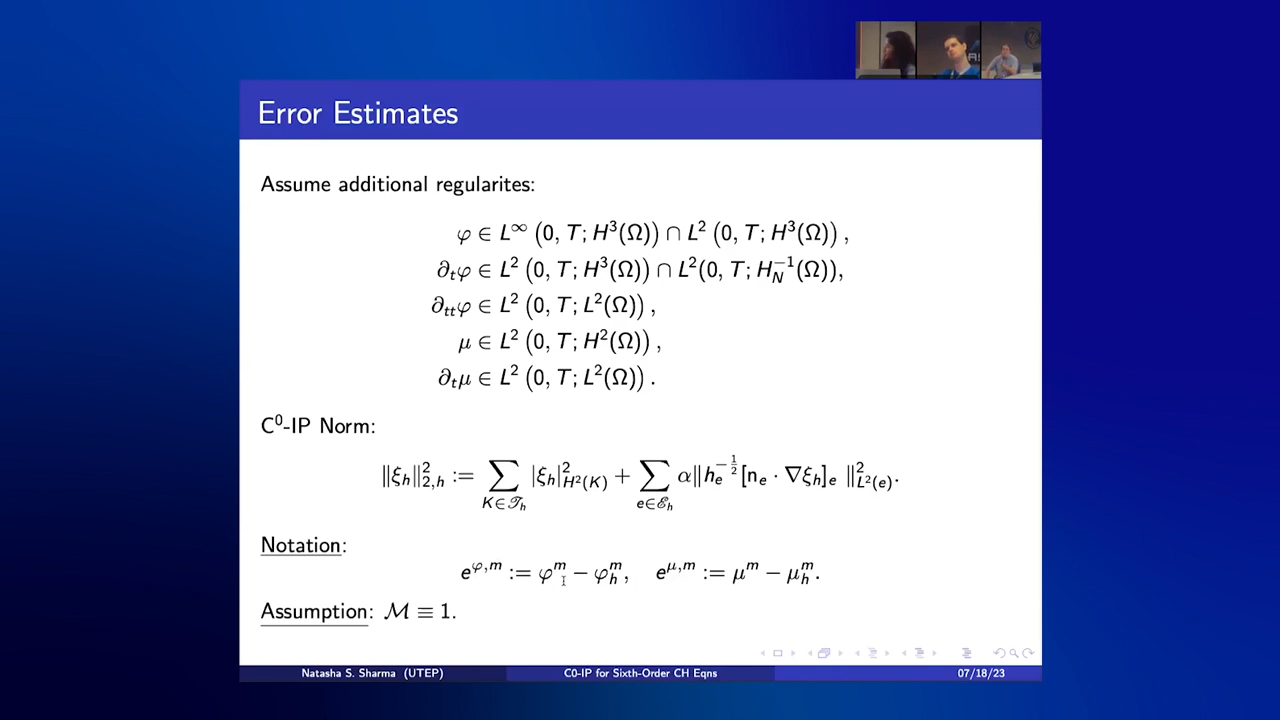 Error Estimates
Assume additional regularites:
φ ∈ L^∞ (0, T; H^3(Ω)) ∩ L^2 (0, T; H^3(Ω)),
∂_tφ ∈ L^2 (0, T; H^3(Ω)) ∩ L^2(0, T; H_N^{-1}(Ω)),
∂_{tt}φ ∈ L^2 (0, T; L^2(Ω)),
μ ∈ L^2 (0, T; H^2(Ω)),
∂_tμ ∈ L^2 (0, T; L^2(Ω)).
C^0-IP Norm:
‖ξ_h‖^2_{2,h} := ∑_{K∈𝒯_h} |ξ_h|^2_{H^2(K)} + ∑_{e∈ℰ_h} α‖h_e^{-1/2}[n_e · ∇ξ_h]_e ‖^2_{L^2(e)}.
Notation:
e^{φ,m} := φ^m − φ_h^m, e^{μ,m} := μ^m − μ_h^m.
Assumption: ℳ ≡ 1.
Natasha S. Sharma (UTEP) C0-IP for Sixth-Order CH Eqns 07/18/23